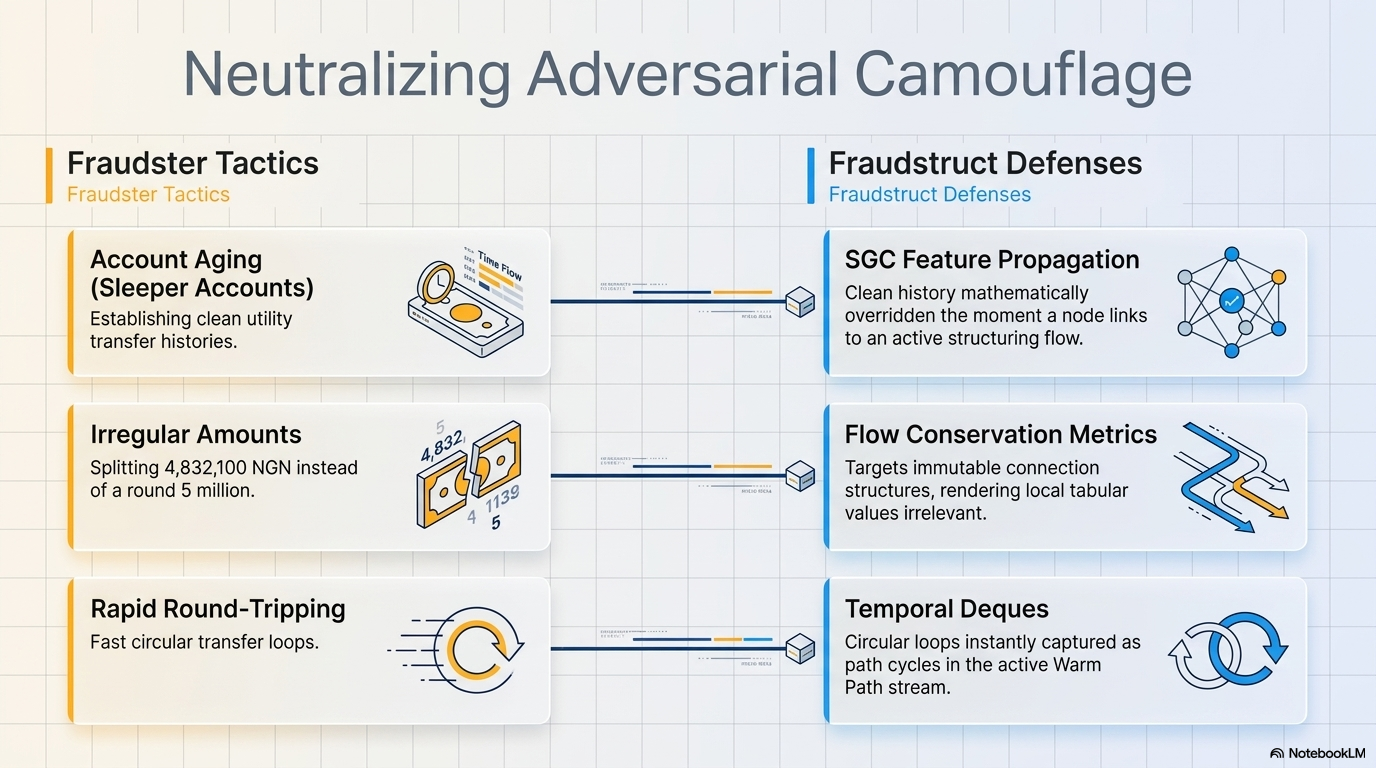 Neutralizing Adversarial Camouflage
Fraudster Tactics
Fraudster Tactics
Account Aging
(Sleeper Accounts)
Establishing clean utility
transfer histories.
Time Flow
Irregular Amounts
Splitting 4,832,100 NGN instead
of a round 5 million.
5
4,832,
4 1139
5
Rapid Round-Tripping
Fast circular transfer loops.
Fraudstruct Defenses
Fraudstruct Defenses
SGC Feature Propagation
Clean history mathematically
overridden the moment a node links
to an active structuring flow.
Flow Conservation Metrics
Targets immutable connection
structures, rendering local tabular
values irrelevant.
Temporal Deques
Circular loops instantly captured as
path cycles in the active Warm
Path stream.
NotebookLM